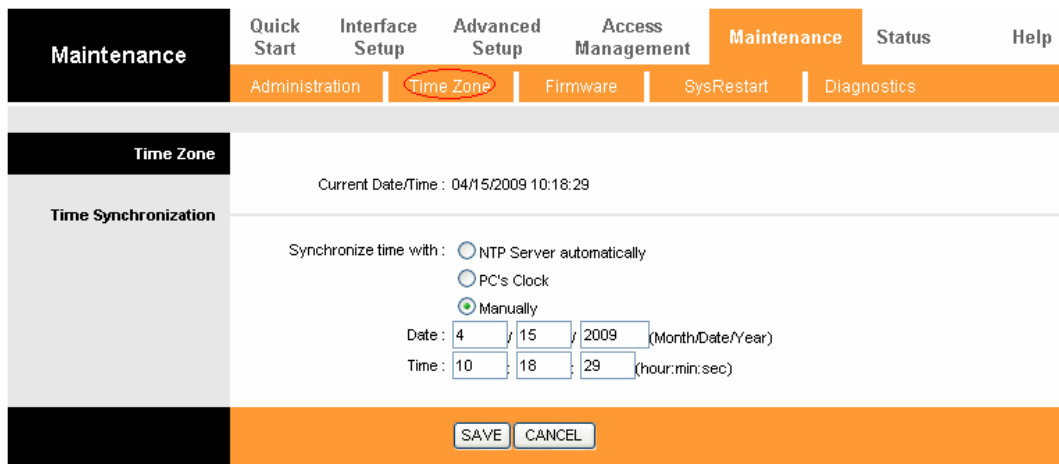 Maintenance
Quick Start
Interface Setup
Advanced Setup
Access Management
Maintenance
Status
Help
Administration
Time Zone
Firmware
SysRestart
Diagnostics
Time Zone
Current Date/Time : 04/15/2009 10:18:29
Time Synchronization
Synchronize time with : NTP Server automatically
PC's Clock
Manually
Date : 4 / 15 / 2009 (Month/Date/Year)
Time : 10 : 18 : 29 (hour:min:sec)
SAVE CANCEL